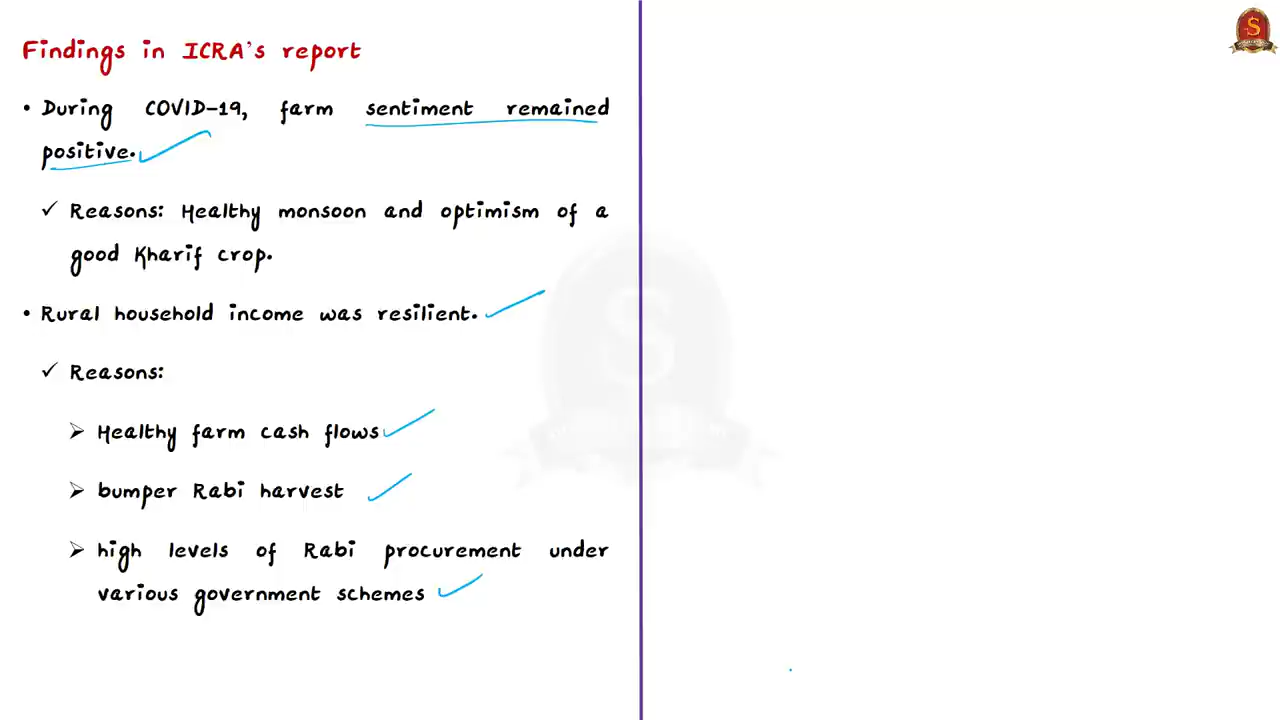 Findings in ICRA's report
• During COVID-19, farm sentiment remained
positive.
✓ Reasons: Healthy monsoon and optimism of a
good Kharif crop.
• Rural household income was resilient.
✓ Reasons:
➢ Healthy farm cash flows
➢ bumper Rabi harvest
➢ high levels of Rabi procurement under
various government schemes